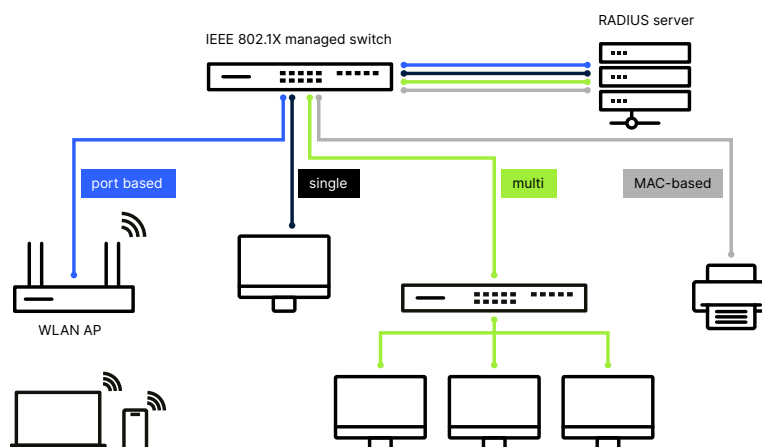 RADIUS server
IEEE 802.1X managed switch
port based
single
multi
MAC-based
WLAN AP